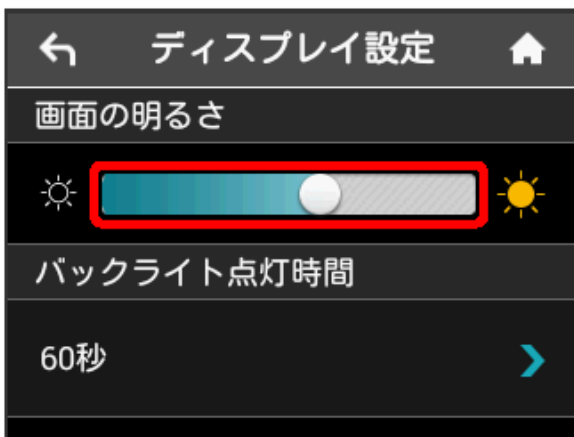 ディスプレイ設定
画面の明るさ
バックライト点灯時間
60秒